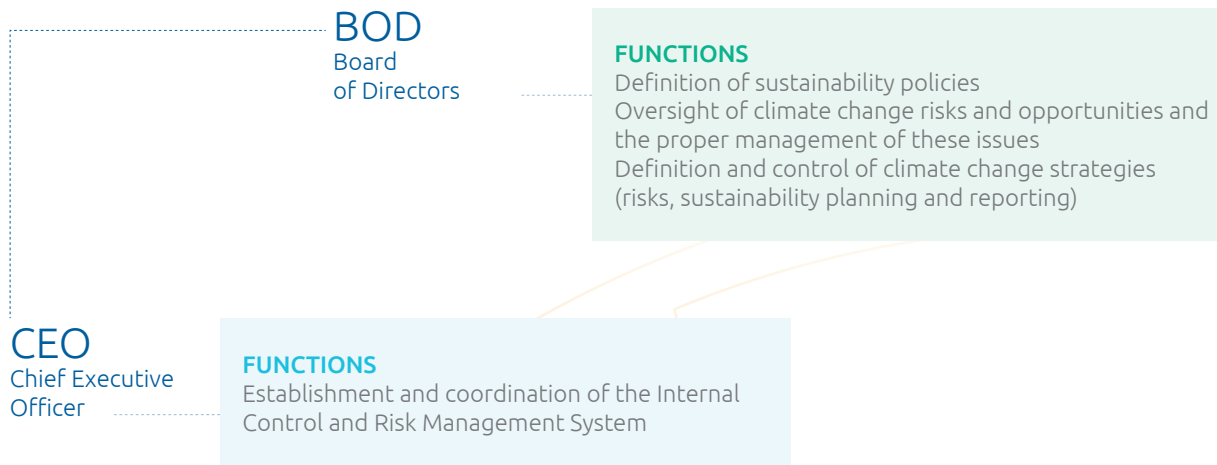 BOD
Board
of Directors
FUNCTIONS
Definition of sustainability policies
Oversight of climate change risks and opportunities and
the proper management of these issues
Definition and control of climate change strategies
(risks, sustainability planning and reporting)
CEO
Chief Executive
Officer
FUNCTIONS
Establishment and coordination of the Internal
Control and Risk Management System